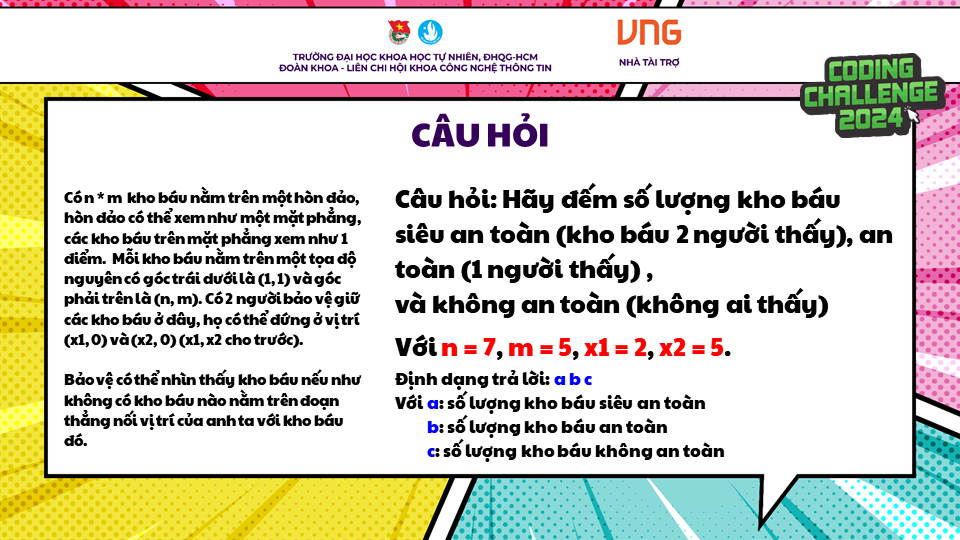 VNG
TRƯỜNG ĐẠI HỌC KHOA HỌC TỰ NHIÊN, ĐHQG-HCM
ĐOÀN KHOA - LIÊN CHI HỘI KHOA CÔNG NGHỆ THÔNG TIN
NHÀ TÀI TRỢ
CODING
CHALLENGE
2024
CÂU HỎI
Có n * m kho báu nằm trên một hòn đảo,
hòn đảo có thể xem như một mặt phẳng,
các kho báu trên mặt phẳng xem như 1
điểm. Mỗi kho báu nằm trên một tọa độ
nguyên có góc trái dưới là (1, 1) và góc
phải trên là (n, m). Có 2 người bảo vệ giữ
các kho báu ở đây, họ có thể đứng ở vị trí
(x1, 0) và (x2, 0) (x1, x2 cho trước).
Bảo vệ có thể nhìn thấy kho báu nếu như
không có kho báu nào nằm trên đoạn
thẳng nối vị trí của anh ta với kho báu
đó.
Câu hỏi: Hãy đếm số lượng kho báu
siêu an toàn (kho báu 2 người thấy), an
toàn (1 người thấy) ,
và không an toàn (không ai thấy)
Với n = 7, m = 5, x1 = 2, x2 = 5.
Định dạng trả lời: a b c
Với a: số lượng kho báu siêu an toàn
b: số lượng kho báu an toàn
c: số lượng kho báu không an toàn